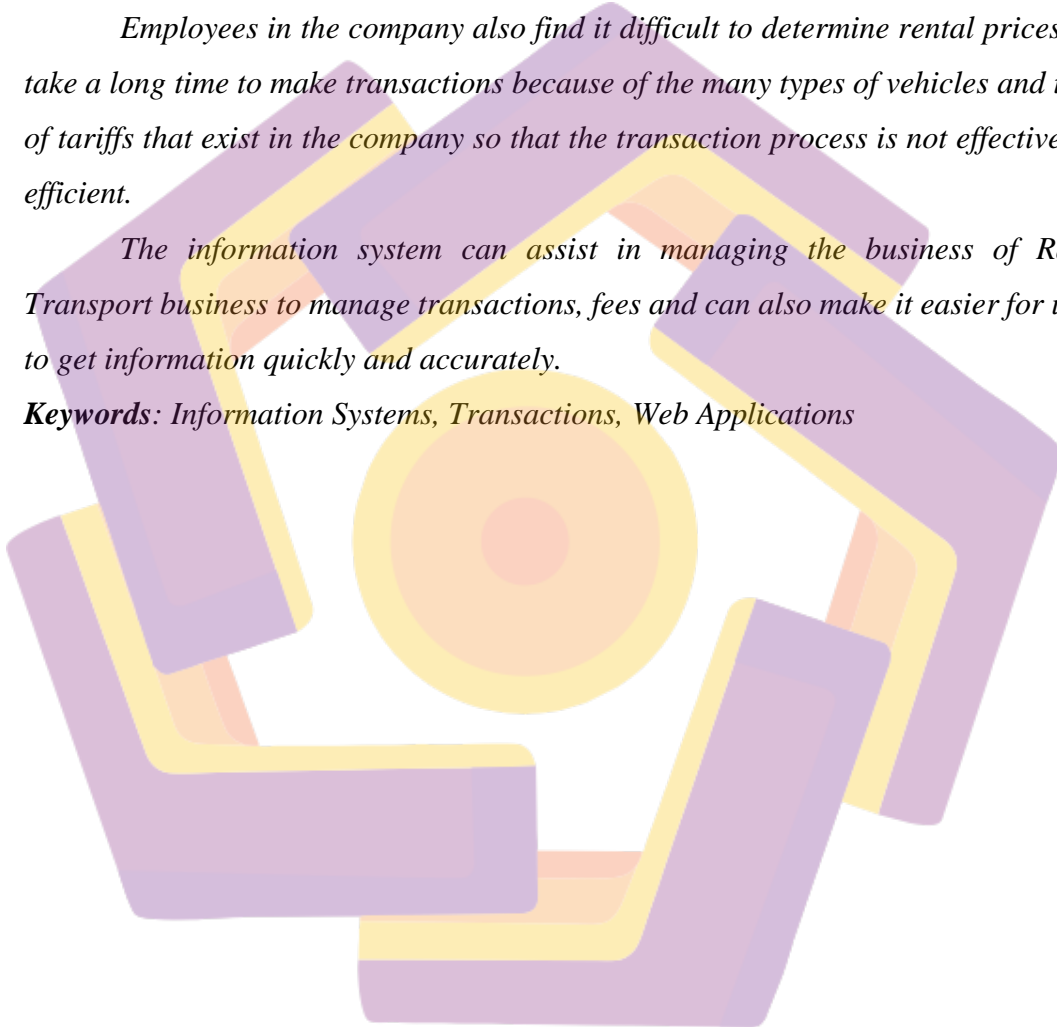 Employees in the company also find it difficult to determine rental prices
take a long time to make transactions because of the many types of vehicles and
of tariffs that exist in the company so that the transaction process is not effective
efficient.
The information system can assist in managing the business of
Transport business to manage transactions, fees and can also make it easier for
to get information quickly and accurately.
Keywords: Information Systems, Transactions, Web Applications